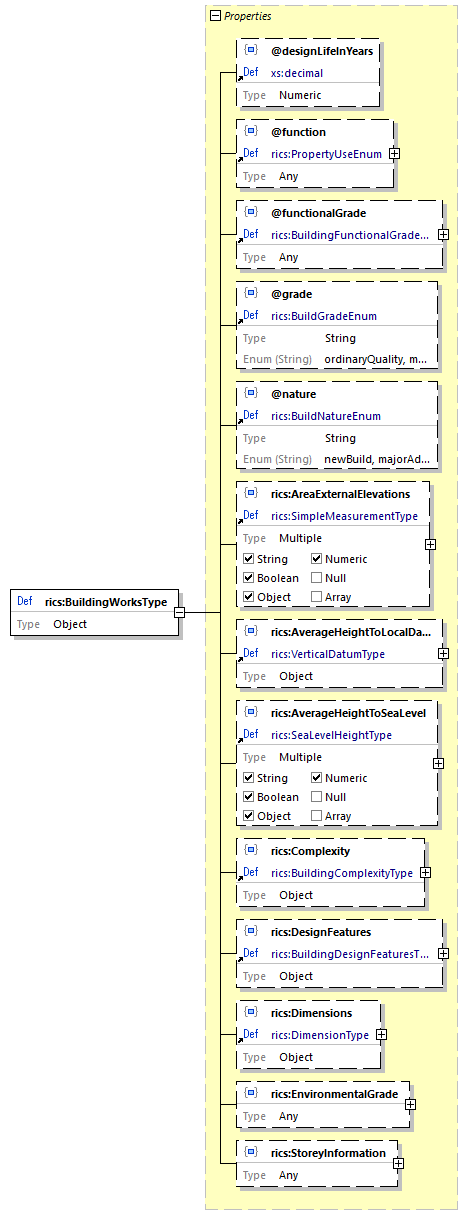 Properties
@designLifeInYears
Def xs:decimal
Type Numeric
@function
Def rics:PropertyUseEnum
Type Any
@functionalGrade
Def rics:BuildingFunctionalGrade...
Type Any
@grade
Def rics:BuildGradeEnum
Type String
Enum (String) ordinaryQuality, m...
@nature
Def rics:BuildNatureEnum
Type String
Enum (String) newBuild, majorAd...
rics:AreaExternalElevations
Def rics:SimpleMeasurementType
Type Multiple
String Numeric
Boolean Null
Object Array
Def rics:BuildingWorksType
Type Object
rics:AverageHeightToLocalDa...
Def rics:VerticalDatumType
Type Object
rics:AverageHeightToSeaLevel
Def rics:SeaLevelHeightType
Type Multiple
String Numeric
Boolean Null
Object Array
rics:Complexity
Def rics:BuildingComplexityType
Type Object
rics:DesignFeatures
Def rics:BuildingDesignFeaturesT...
Type Object
rics:Dimensions
Def rics:DimensionType
Type Object
rics:EnvironmentalGrade
Type Any
rics:StoreyInformation
Type Any